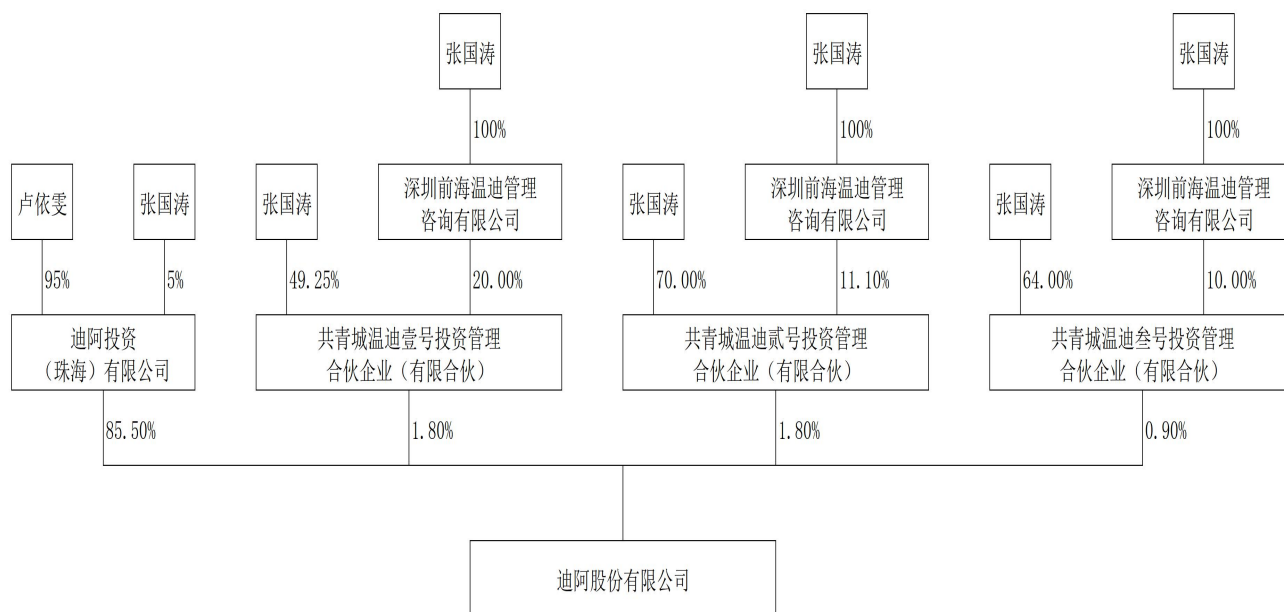 张国涛
张国涛
张国涛
100%
100%
100%
卢依雯
张国涛
张国涛
深圳前海温迪管理
咨询有限公司
张国涛
深圳前海温迪管理
咨询有限公司
张国涛
深圳前海温迪管理
咨询有限公司
95%
5%
49.25%
20.00%
70.00%
11.10%
64.00%
10.00%
迪阿投资
（珠海）有限公司
共青城温迪壹号投资管理
合伙企业（有限合伙）
共青城温迪贰号投资管理
合伙企业（有限合伙）
共青城温迪叁号投资管理
合伙企业（有限合伙）
85.50%
1.80%
1.80%
0.90%
迪阿股份有限公司